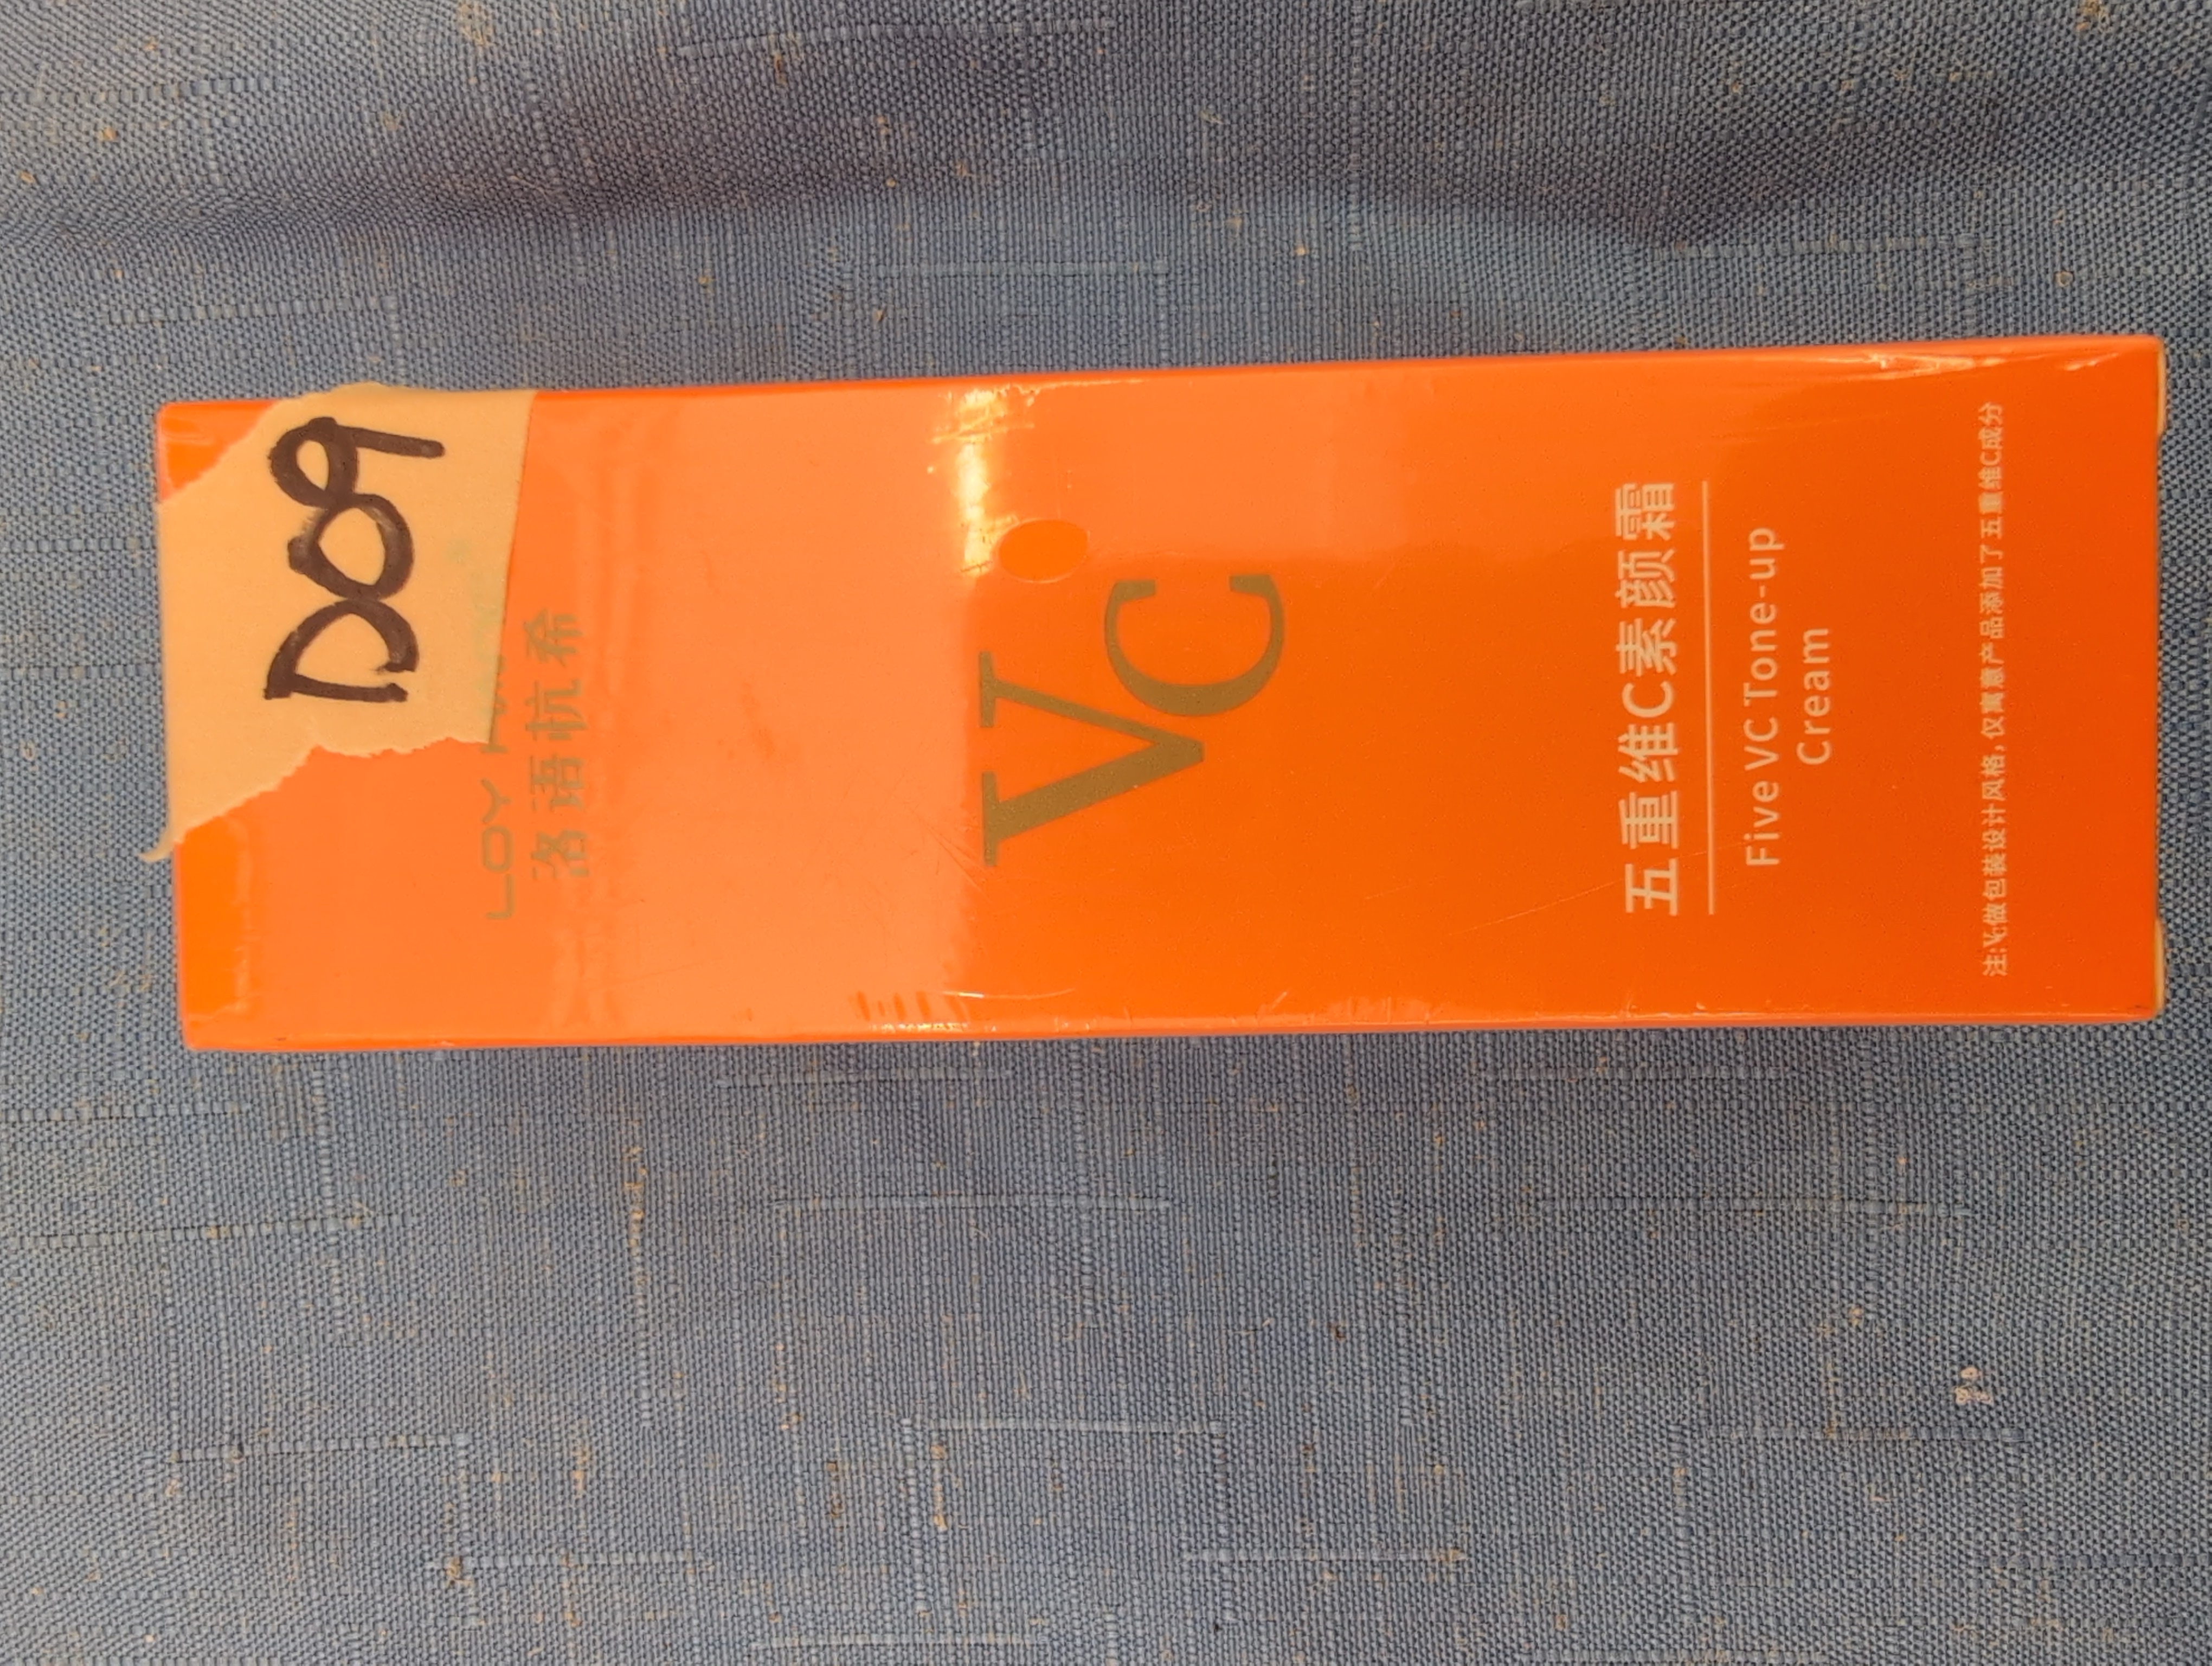 D09
LOY
洛语杭希
Vc
五重维C素颜霜
Five VC Tone-up
Cream
注:Vc做包装设计风格,仅寓意产品添加了五重维C成分